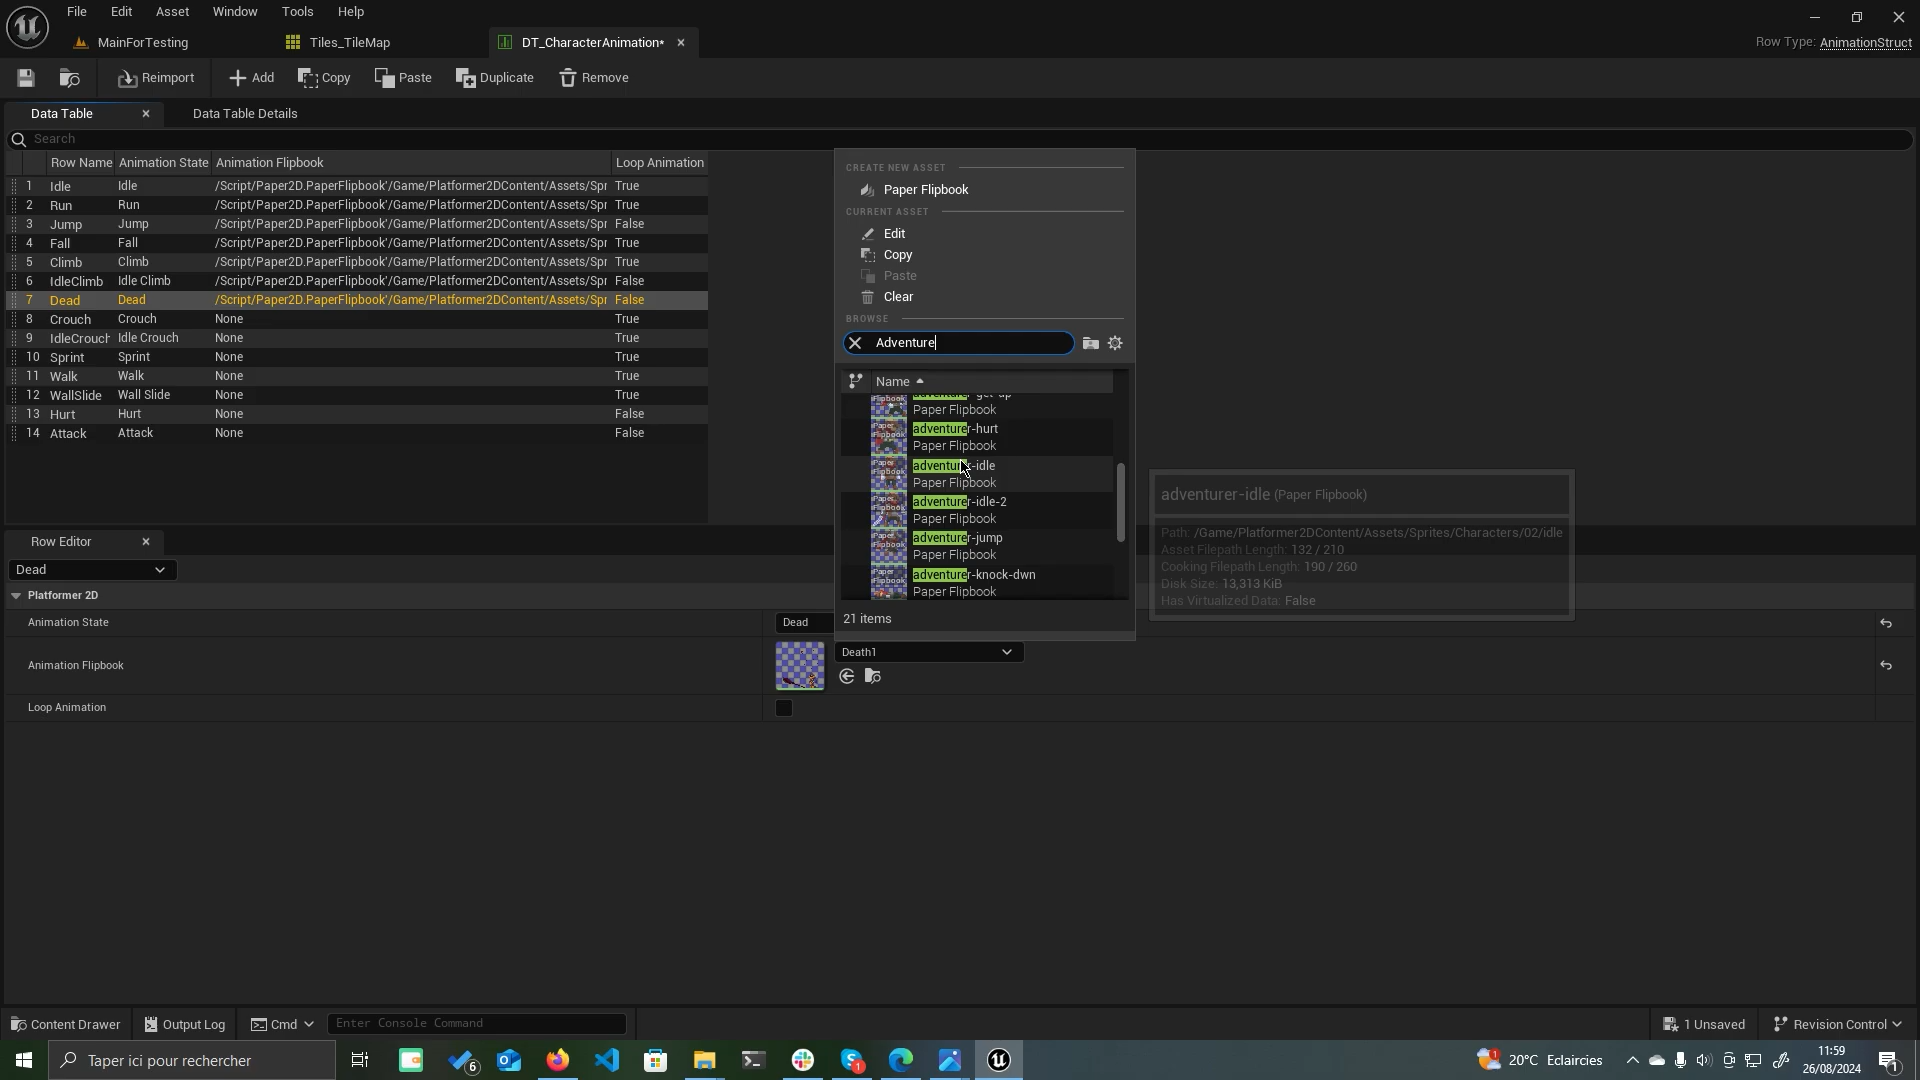 File Edit Asset Window Tools Help
MainForTesting Tiles_TileMap DT_CharacterAnimation*
Row Type: AnimationStruct
Reimport Add Copy Paste Duplicate Remove
Data Table Data Table Details
Search
Row Name Animation State Animation Flipbook Loop Animation
1 Idle Idle /Script/Paper2D.PaperFlipbook'/Game/Platformer2DContent/Assets/Spr True
2 Run Run /Script/Paper2D.PaperFlipbook'/Game/Platformer2DContent/Assets/Spr True
3 Jump Jump /Script/Paper2D.PaperFlipbook'/Game/Platformer2DContent/Assets/Spr False
4 Fall Fall /Script/Paper2D.PaperFlipbook'/Game/Platformer2DContent/Assets/Spr True
5 Climb Climb /Script/Paper2D.PaperFlipbook'/Game/Platformer2DContent/Assets/Spr True
6 IdleClimb Idle Climb /Script/Paper2D.PaperFlipbook'/Game/Platformer2DContent/Assets/Spr False
7 Dead Dead /Script/Paper2D.PaperFlipbook'/Game/Platformer2DContent/Assets/Spr False
8 Crouch Crouch None True
9 IdleCrouch Idle Crouch None True
10 Sprint Sprint None True
11 Walk Walk None True
12 WallSlide Wall Slide None True
13 Hurt Hurt None False
14 Attack Attack None False
CREATE NEW ASSET
Paper Flipbook
CURRENT ASSET
Edit
Copy
Paste
Clear
BROWSE
Adventure
Name
Paper Flipbook
adventurer-hurt
Paper Flipbook
adventurer-idle
Paper Flipbook
adventurer-idle-2
Paper Flipbook
adventurer-jump
Paper Flipbook
adventurer-knock-dwn
Paper Flipbook
21 items
adventurer-idle (Paper Flipbook)
Path: /Game/Platformer2DContent/Assets/Sprites/Characters/02/idle
Asset Filepath Length: 132 / 210
Cooking Filepath Length: 190 / 260
Disk Size: 13,313 KiB
Has Virtualized Data: False
Row Editor
Dead
Platformer 2D
Animation State Dead
Animation Flipbook Death1
Loop Animation
Content Drawer Output Log Cmd Enter Console Command 1 Unsaved Revision Control
Taper ici pour rechercher 6 1 1 20°C Eclaircies 11:59
26/08/2024 1